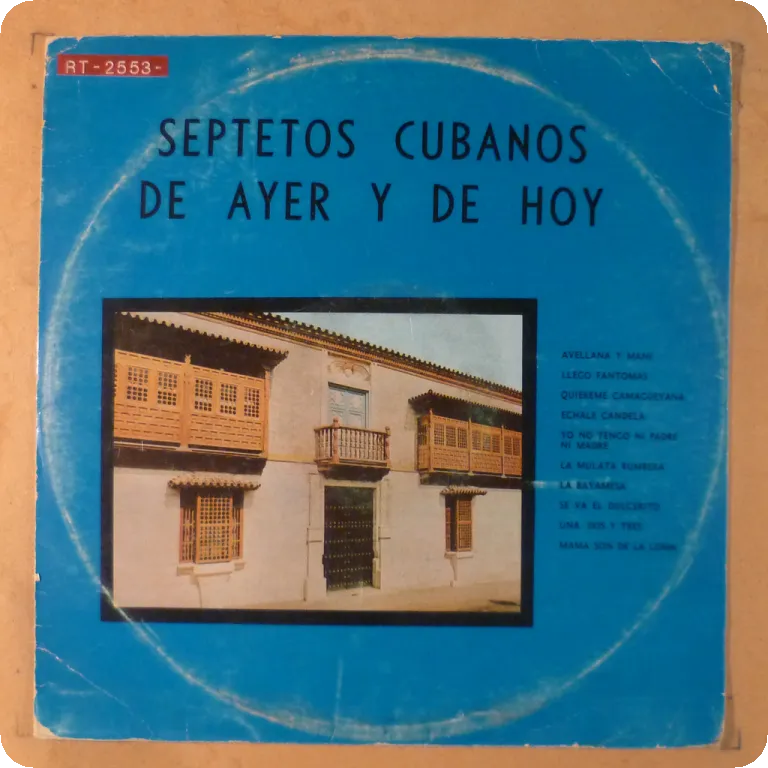 RT-2553-
SEPTETOS CUBANOS
DE AYER Y DE HOY
AVELLANA Y MANI
LLEGO FANTOMAS
QUIEREME CAMAGUEYANA
ECHALE CANDELA
YO NO TENGO NI PADRE
NI MADRE
LA MULATA RUMBERA
LA BAYAMESA
SE VA EL DULCERITO
UNA, DOS Y TRES
MAMA SON DE LA LOMA